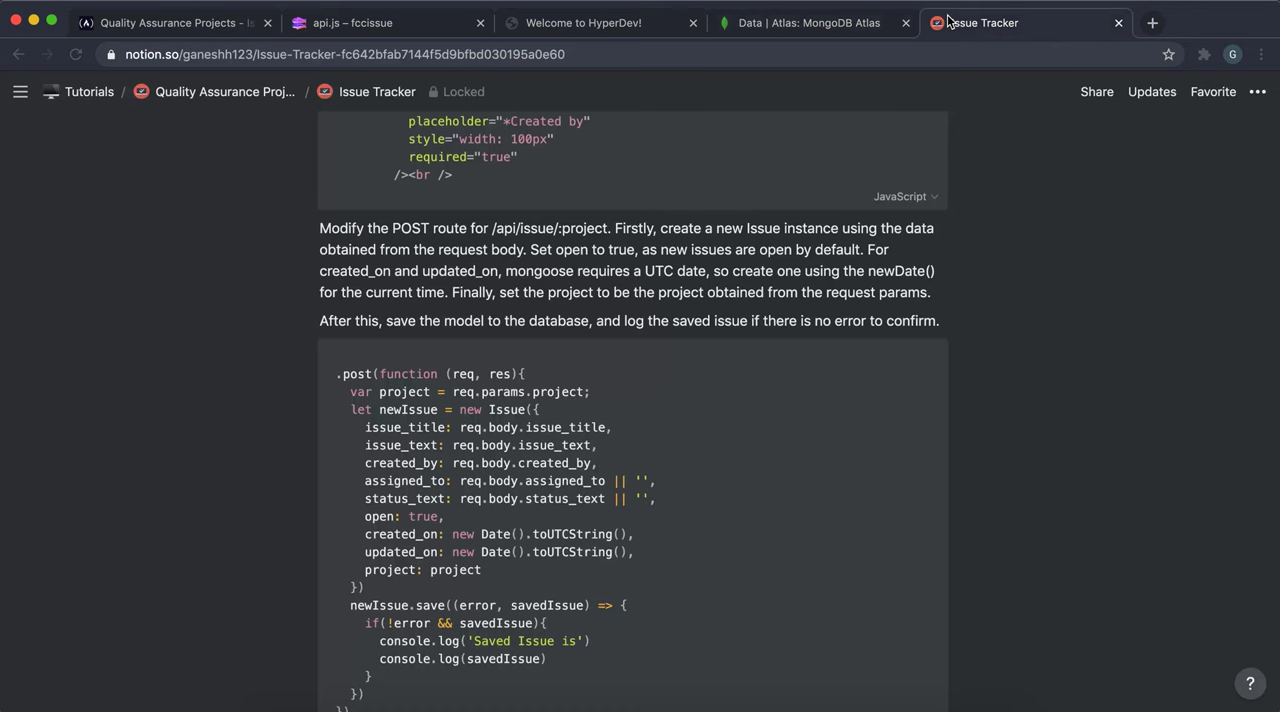 Quality Assurance Projects - Is
api.js – fccissue
Welcome to HyperDev!
Data | Atlas: MongoDB Atlas
Issue Tracker
notion.so/ganeshh123/Issue-Tracker-fc642bfab7144f5d9bfbd030195a0e60
G
Tutorials / Quality Assurance Proj... / Issue Tracker Locked
Share Updates Favorite
placeholder="*Created by"
style="width: 100px"
required="true"
/><br />
JavaScript
Modify the POST route for /api/issue/:project. Firstly, create a new Issue instance using the data
obtained from the request body. Set open to true, as new issues are open by default. For
created_on and updated_on, mongoose requires a UTC date, so create one using the newDate()
for the current time. Finally, set the project to be the project obtained from the request params.
After this, save the model to the database, and log the saved issue if there is no error to confirm.
.post(function (req, res){
var project = req.params.project;
let newIssue = new Issue({
issue_title: req.body.issue_title,
issue_text: req.body.issue_text,
created_by: req.body.created_by,
assigned_to: req.body.assigned_to || '',
status_text: req.body.status_text || '',
open: true,
created_on: new Date().toUTCString(),
updated_on: new Date().toUTCString(),
project: project
})
newIssue.save((error, savedIssue) => {
if(!error && savedIssue){
console.log('Saved Issue is')
console.log(savedIssue)
}
})
?